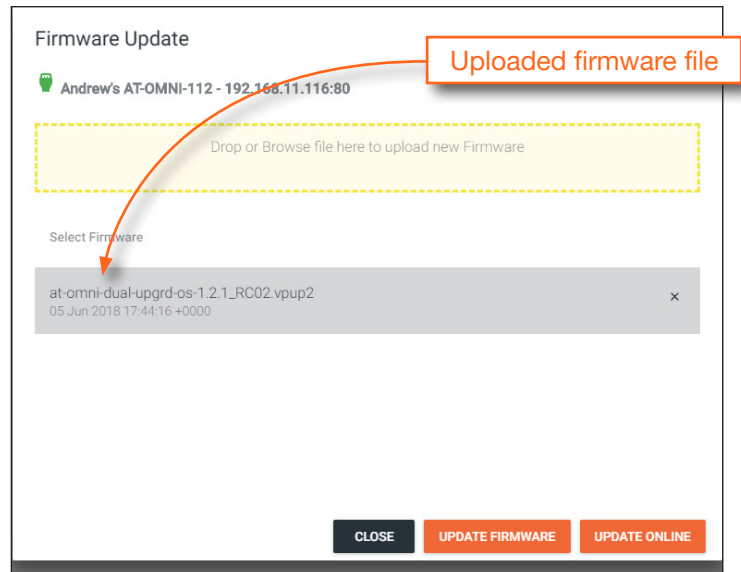 Firmware Update
Uploaded firmware file
Andrew's AT-OMNI-112 - 192.168.11.116:80
Drop or Browse file here to upload new Firmware
Select Firmware
at-omni-dual-upgrd-os-1.2.1_RC02.vpup2
05 Jun 2018 17:44:16 +0000
×
CLOSE
UPDATE FIRMWARE
UPDATE ONLINE